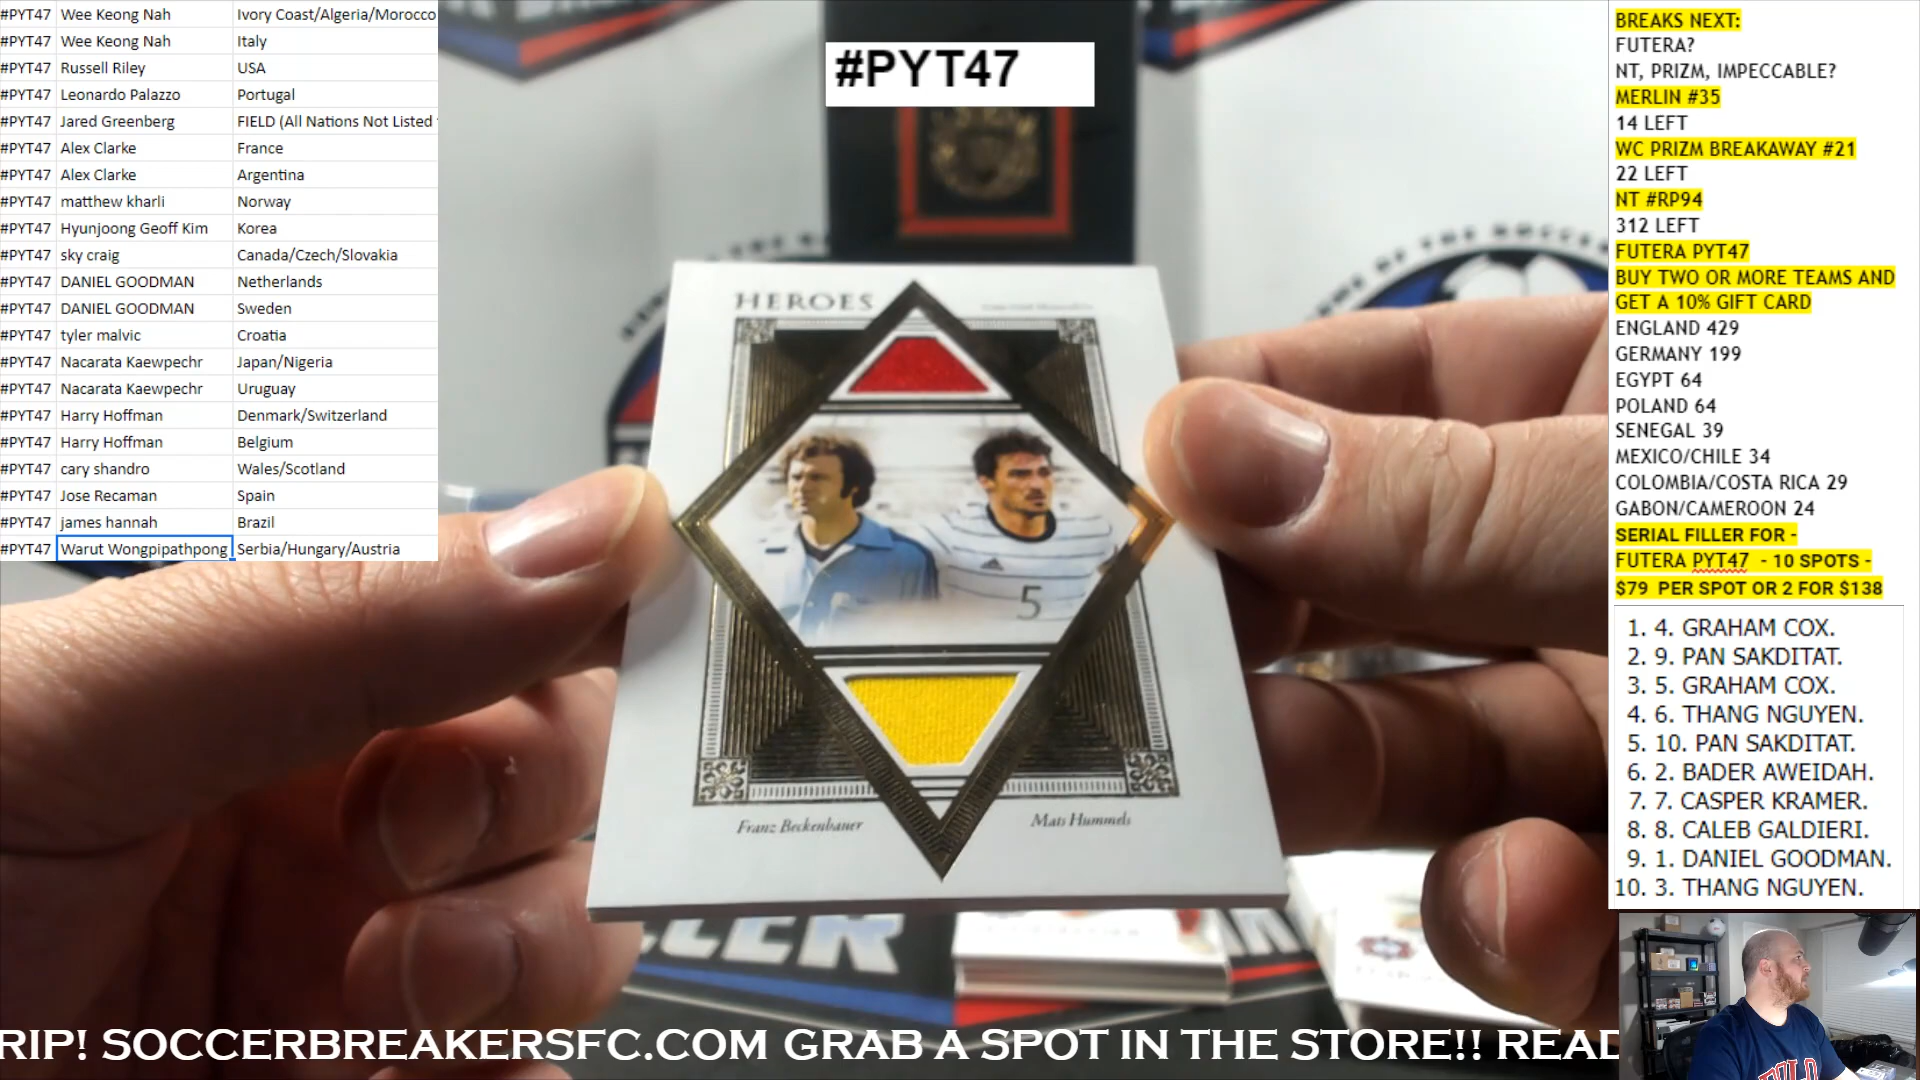 #PYT47 Wee Keong Nah Ivory Coast/Algeria/Morocco
#PYT47 Wee Keong Nah Italy
#PYT47 Russell Riley USA
#PYT47 Leonardo Palazzo Portugal
#PYT47 Jared Greenberg FIELD (All Nations Not Listed
#PYT47 Alex Clarke France
#PYT47 Alex Clarke Argentina
#PYT47 matthew kharli Norway
#PYT47 Hyunjoong Geoff Kim Korea
#PYT47 sky craig Canada/Czech/Slovakia
#PYT47 DANIEL GOODMAN Netherlands
#PYT47 DANIEL GOODMAN Sweden
#PYT47 tyler malvic Croatia
#PYT47 Nacarata Kaewpechr Japan/Nigeria
#PYT47 Nacarata Kaewpechr Uruguay
#PYT47 Harry Hoffman Denmark/Switzerland
#PYT47 Harry Hoffman Belgium
#PYT47 cary shandro Wales/Scotland
#PYT47 Jose Recaman Spain
#PYT47 james hannah Brazil
#PYT47 Warut Wongpipathpong Serbia/Hungary/Austria
#PYT47
HEROES
5
Franz Beckenbauer
Mats Hummels
BREAKS NEXT:
FUTERA?
NT, PRIZM, IMPECCABLE?
MERLIN #35
14 LEFT
WC PRIZM BREAKAWAY #21
22 LEFT
NT #RP94
312 LEFT
FUTERA PYT47
BUY TWO OR MORE TEAMS AND
GET A 10% GIFT CARD
ENGLAND 429
GERMANY 199
EGYPT 64
POLAND 64
SENEGAL 39
MEXICO/CHILE 34
COLOMBIA/COSTA RICA 29
GABON/CAMEROON 24
SERIAL FILLER FOR -
FUTERA PYT47 - 10 SPOTS -
$79 PER SPOT OR 2 FOR $138
1. 4. GRAHAM COX.
2. 9. PAN SAKDITAT.
3. 5. GRAHAM COX.
4. 6. THANG NGUYEN.
5. 10. PAN SAKDITAT.
6. 2. BADER AWEIDAH.
7. 7. CASPER KRAMER.
8. 8. CALEB GALDIERI.
9. 1. DANIEL GOODMAN.
10. 3. THANG NGUYEN.
RIP! SOCCERBREAKERSFC.COM GRAB A SPOT IN THE STORE!! READ